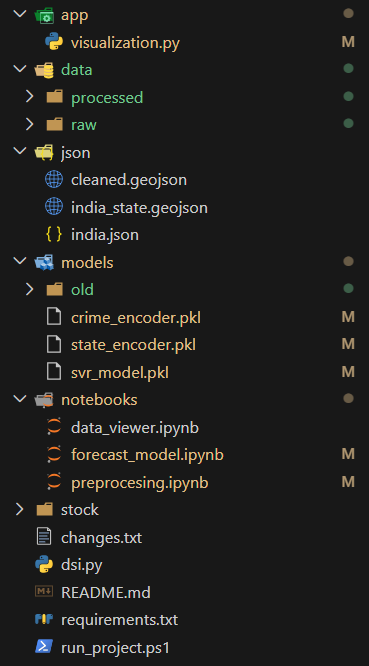 app
visualization.py M
data
processed
raw
json
cleaned.geojson
india_state.geojson
india.json
models
old
crime_encoder.pkl M
state_encoder.pkl M
svr_model.pkl M
notebooks
data_viewer.ipynb
forecast_model.ipynb M
preprocesing.ipynb M
stock
changes.txt
dsi.py
README.md
requirements.txt
run_project.ps1